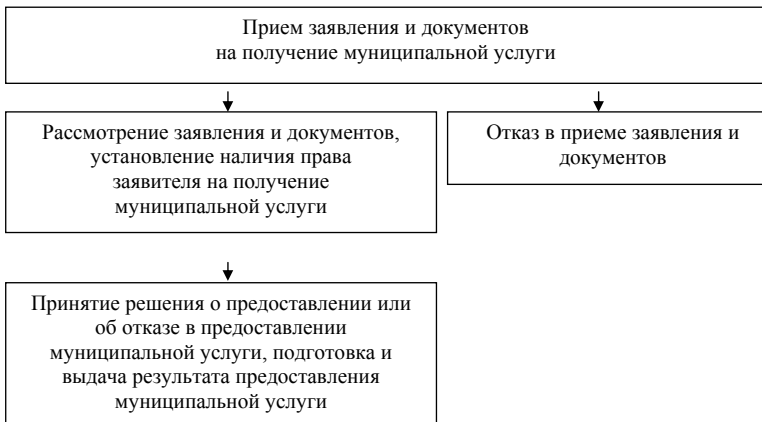 Прием заявления и документов
на получение муниципальной услуги
Рассмотрение заявления и документов,
установление наличия права
заявителя на получение
муниципальной услуги
Отказ в приеме заявления и
документов
Принятие решения о предоставлении или
об отказе в предоставлении
муниципальной услуги, подготовка и
выдача результата предоставления
муниципальной услуги